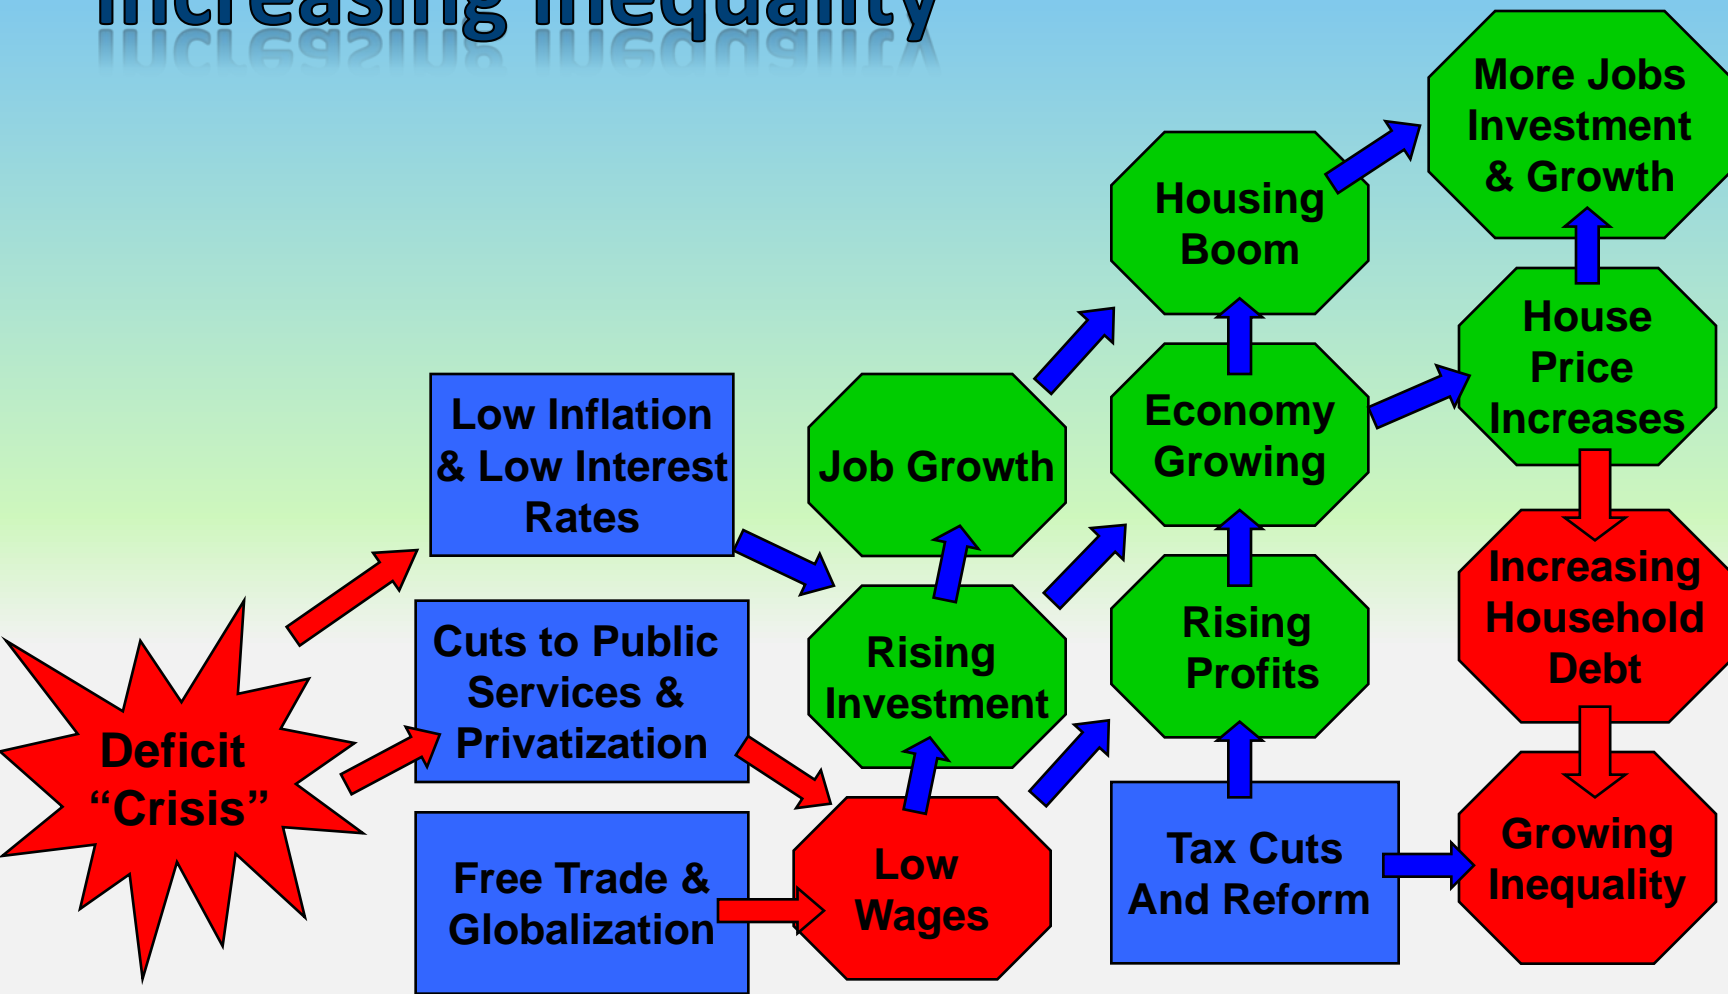 Increasing Inequality
More Jobs
Investment
& Growth
Housing
Boom
House
Price
Increases
Low Inflation
& Low Interest
Rates
Job Growth
Economy
Growing
Increasing
Household
Debt
Cuts to Public
Services &
Privatization
Rising
Investment
Rising
Profits
Deficit
“Crisis”
Free Trade &
Globalization
Low
Wages
Tax Cuts
And Reform
Growing
Inequality